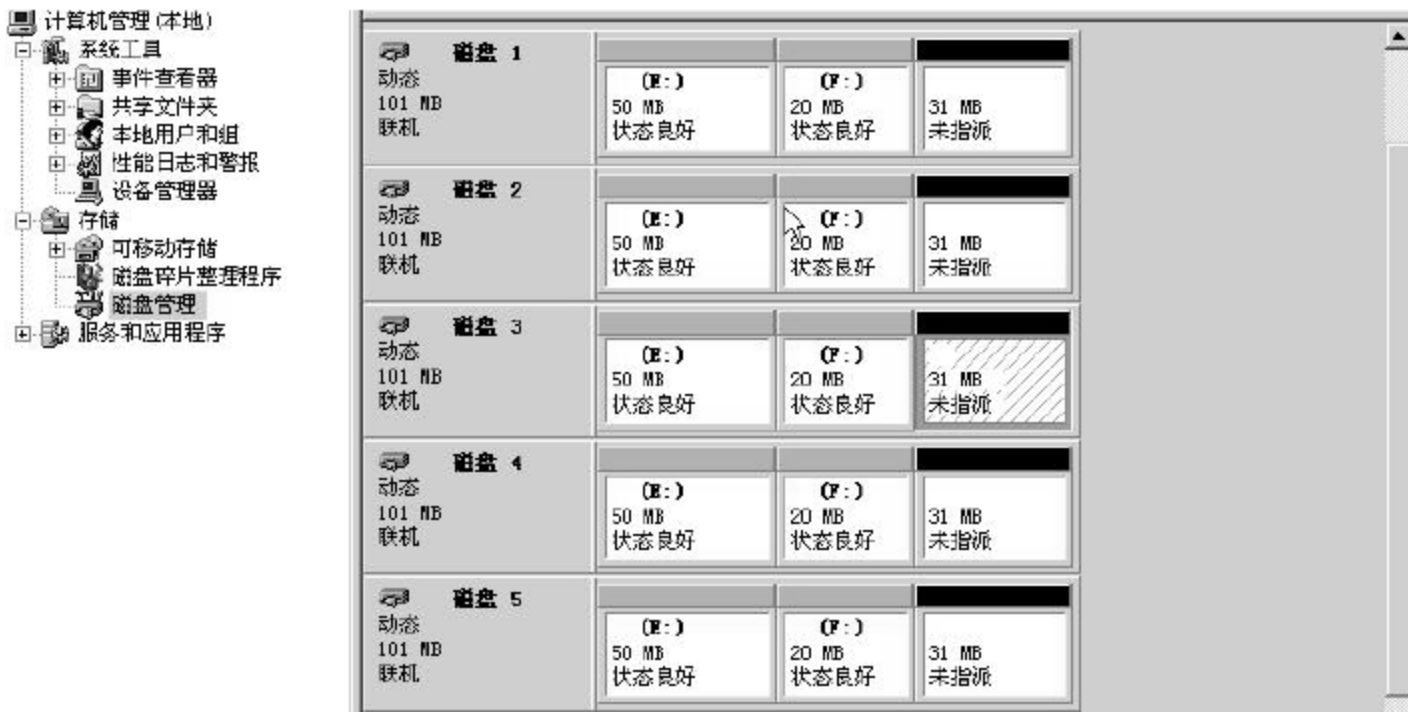 计算机管理(本地)
系统工具
事件查看器
共享文件夹
本地用户和组
性能日志和警报
设备管理器
存储
可移动存储
磁盘碎片整理程序
磁盘管理
服务和应用程序
磁盘 1
动态
101 MB
联机
(E:)
50 MB
状态良好
(F:)
20 MB
状态良好
31 MB
未指派
磁盘 2
动态
101 MB
联机
(E:)
50 MB
状态良好
(F:)
20 MB
状态良好
31 MB
未指派
磁盘 3
动态
101 MB
联机
(E:)
50 MB
状态良好
(F:)
20 MB
状态良好
31 MB
未指派
磁盘 4
动态
101 MB
联机
(E:)
50 MB
状态良好
(F:)
20 MB
状态良好
31 MB
未指派
磁盘 5
动态
101 MB
联机
(E:)
50 MB
状态良好
(F:)
20 MB
状态良好
31 MB
未指派